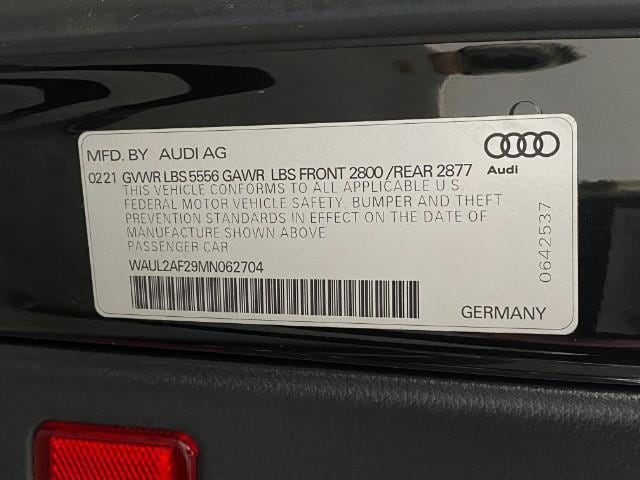 MFD. BY AUDI AG
Audi
0221 GVWR LBS 5556 GAWR LBS FRONT 2800 /REAR 2877
THIS VEHICLE CONFORMS TO ALL APPLICABLE U.S.
FEDERAL MOTOR VEHICLE SAFETY, BUMPER AND THEFT
PREVENTION STANDARDS IN EFFECT ON THE DATE OF
MANUFACTURE SHOWN ABOVE
PASSENGER CAR
WAUL2AF29MN062704
GERMANY
0642537